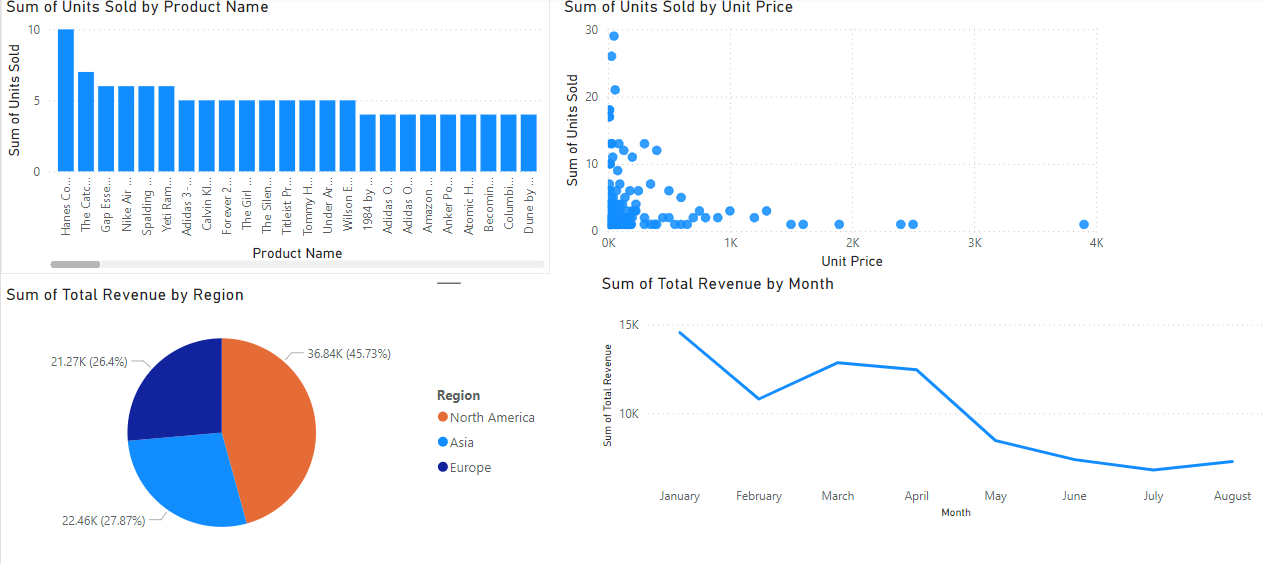 Sum of Units Sold by Product Name
Sum of Units Sold
10
5
0
Hanes Co...
The Catc...
Gap Esse...
Nike Air ...
Spalding ...
Yeti Ram...
Adidas 3 -...
Calvin Kl...
Forever 2...
The Girl ...
The Silen...
Titleist Pr...
Tommy H...
Under Ar...
Wilson E...
1984 by ...
Adidas O...
Adidas O...
Amazon ...
Anker Po...
Atomic H...
Becomin...
Columbi...
Dune by ...
Product Name
Sum of Units Sold by Unit Price
Sum of Units Sold
30
20
10
0
0K 1K 2K 3K 4K
Unit Price
Sum of Total Revenue by Region
21.27K (26.4%)
36.84K (45.73%)
22.46K (27.87%)
Region
North America
Asia
Europe
Sum of Total Revenue by Month
Sum of Total Revenue
15K
10K
January February March April May June July August
Month